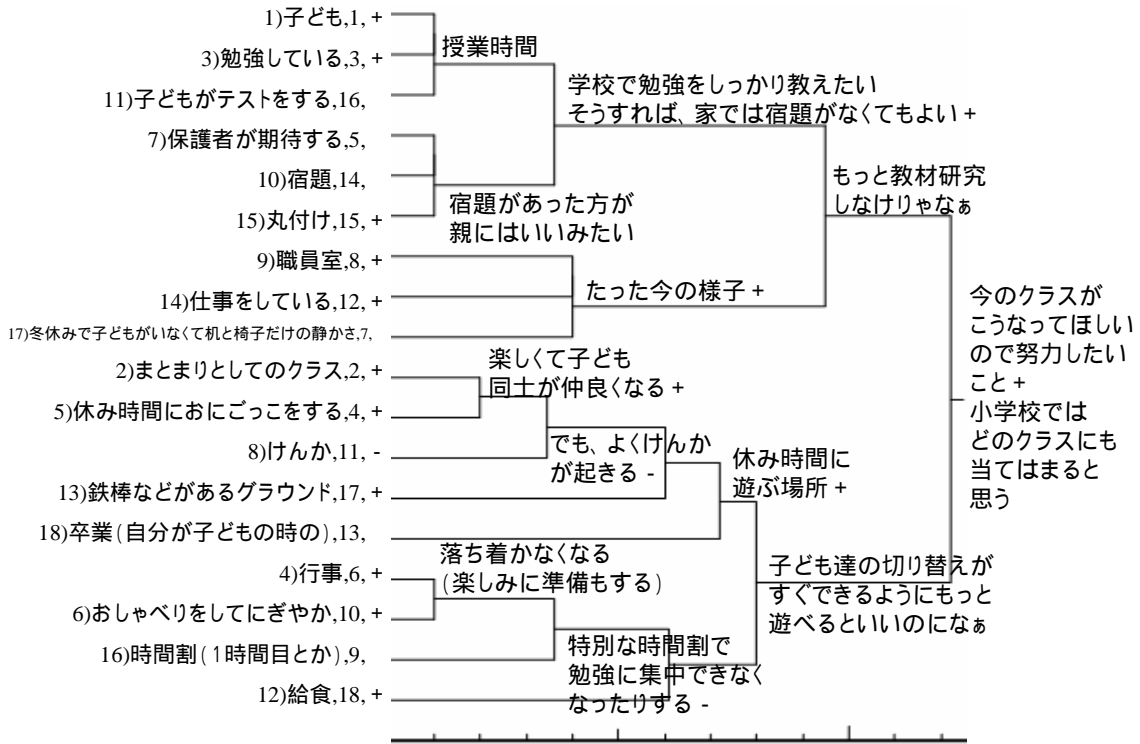 1)子ども,1, +
3)勉強している,3, +
11)子どもがテストをする,16,
7)保護者が期待する,5,
10)宿題,14,
15)丸付け,15, +
9)職員室,8, +
14)仕事をしている,12, +
17)冬休みで子どもがいなくて机と椅子だけの静かさ,7,
2)まとまりとしてのクラス,2, +
5)休み時間におにごっこをする,4, +
8)けんか,11, -
13)鉄棒などがあるグラウンド,17, +
18)卒業(自分が子どもの時の),13,
4)行事,6, +
6)おしゃべりをしてにぎやか,10, +
16)時間割(1時間目とか),9,
12)給食,18, +
授業時間
宿題があった方が
親にはいいみたい
学校で勉強をしっかり教えたい
そうすれば、家では宿題がなくてもよい +
たった今の様子 +
もっと教材研究
しなけりゃなぁ
楽しくて子ども
同士が仲良くなる +
でも、よくけんか
が起きる -
休み時間に
遊ぶ場所 +
落ち着かなくなる
(楽しみに準備もする)
特別な時間割で
勉強に集中できなく
なったりする -
子ども達の切り替えが
すぐできるようにもっと
遊べるといいのになぁ
今のクラスが
こうなってほしい
ので努力したい
こと +
小学校では
どのクラスにも
当てはまると
思う